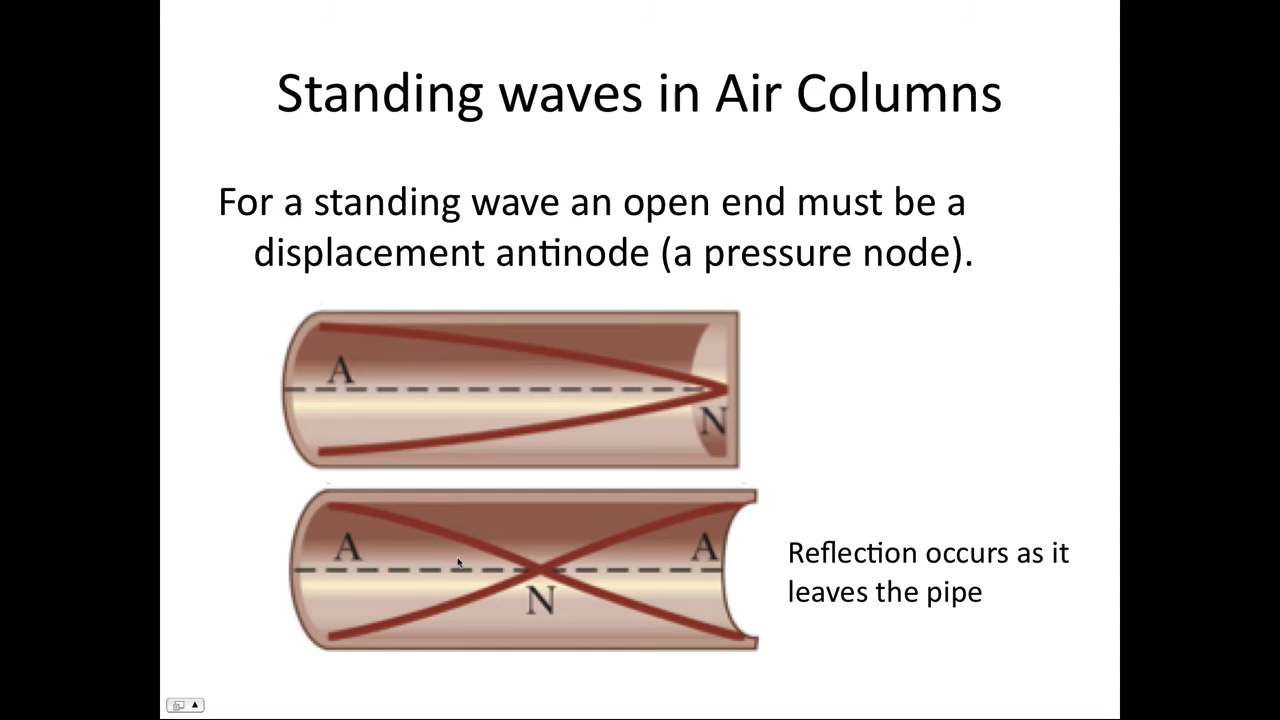 Standing waves in Air Columns
For a standing wave an open end must be a
displacement antinode (a pressure node).
A
N
A
A
N
Reflection occurs as it
leaves the pipe